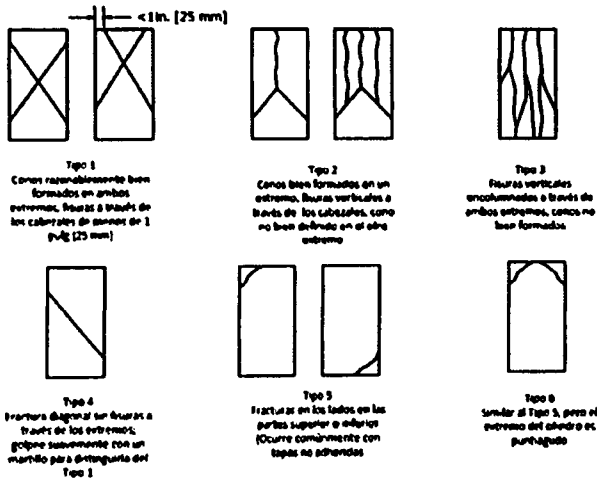 <1 in. [25 mm]
Tipo 1
Conos razonablemente bien
formados en ambos
extremos, fisuras a través de
los cabezales de menos de 1
pulg [25 mm]
Tipo 2
Conos bien formados en un
extremo, fisuras verticales a
través de los cabezales, cono
no bien definido en el otro
extremo
Tipo 3
Fisuras verticales
encolumnadas a través de
ambos extremos, conos no
bien formados
Tipo 4
Fractura diagonal sin fisuras a
través de los extremos;
golpee suavemente con un
martillo para distinguirla del
Tipo 1
Tipo 5
Fracturas en los lados en las
partes superior o inferior
(Ocurre comúnmente con
tapas no adheridas
Tipo 6
Similar al Tipo 5, pero el
extremo del cilindro es
puntiagudo